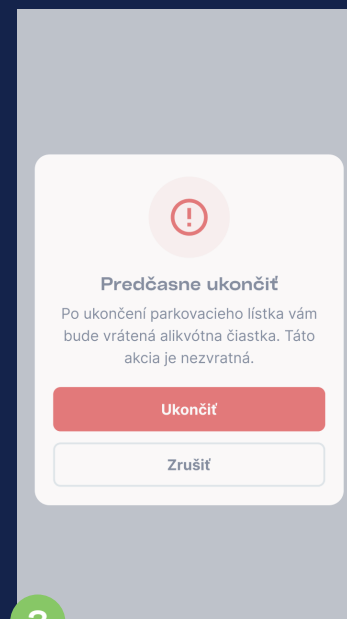 Predčasne ukončiť
Po ukončení parkovacieho lístka vám
bude vrátená alikvótna čiastka. Táto
akcia je nezvratná.
Ukončiť
Zrušiť